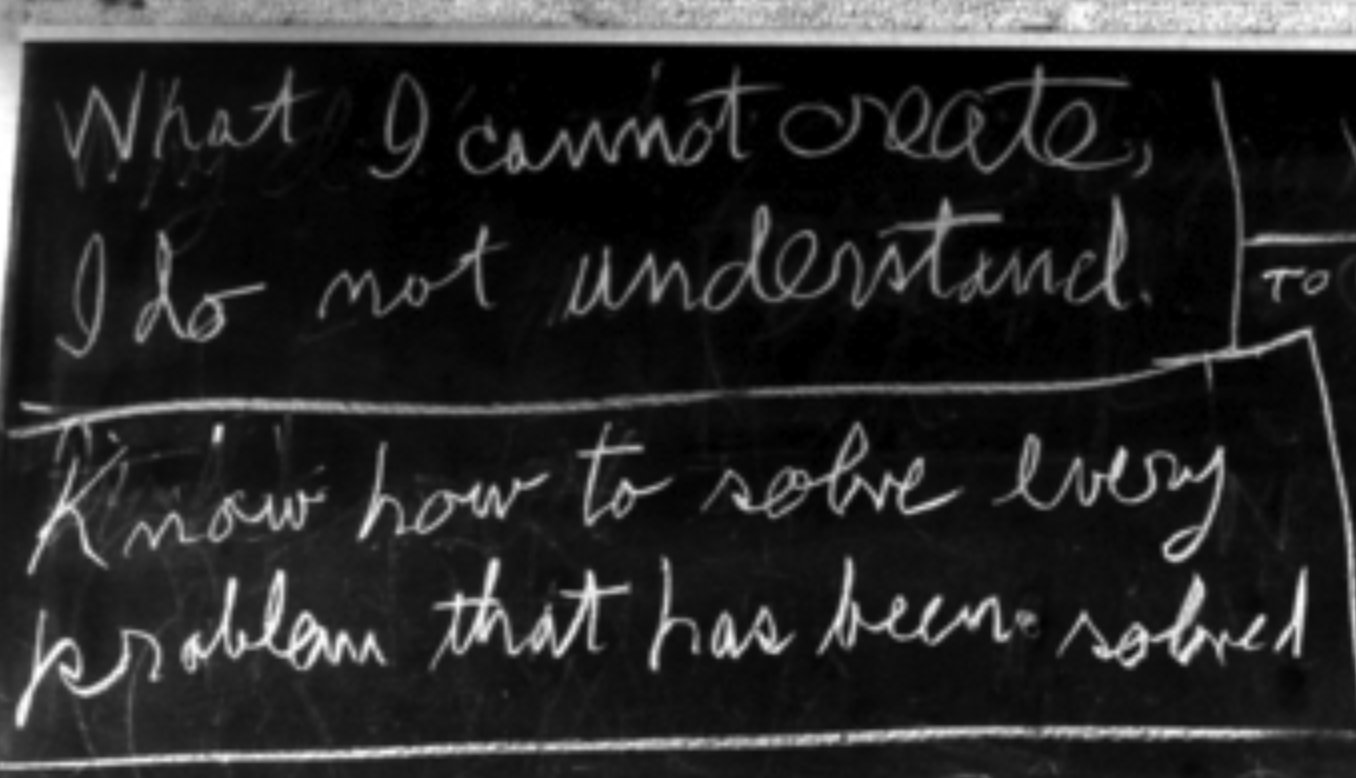 What I cannot create,
I do not understand.
TO
Know how to solve every
problem that has been solved